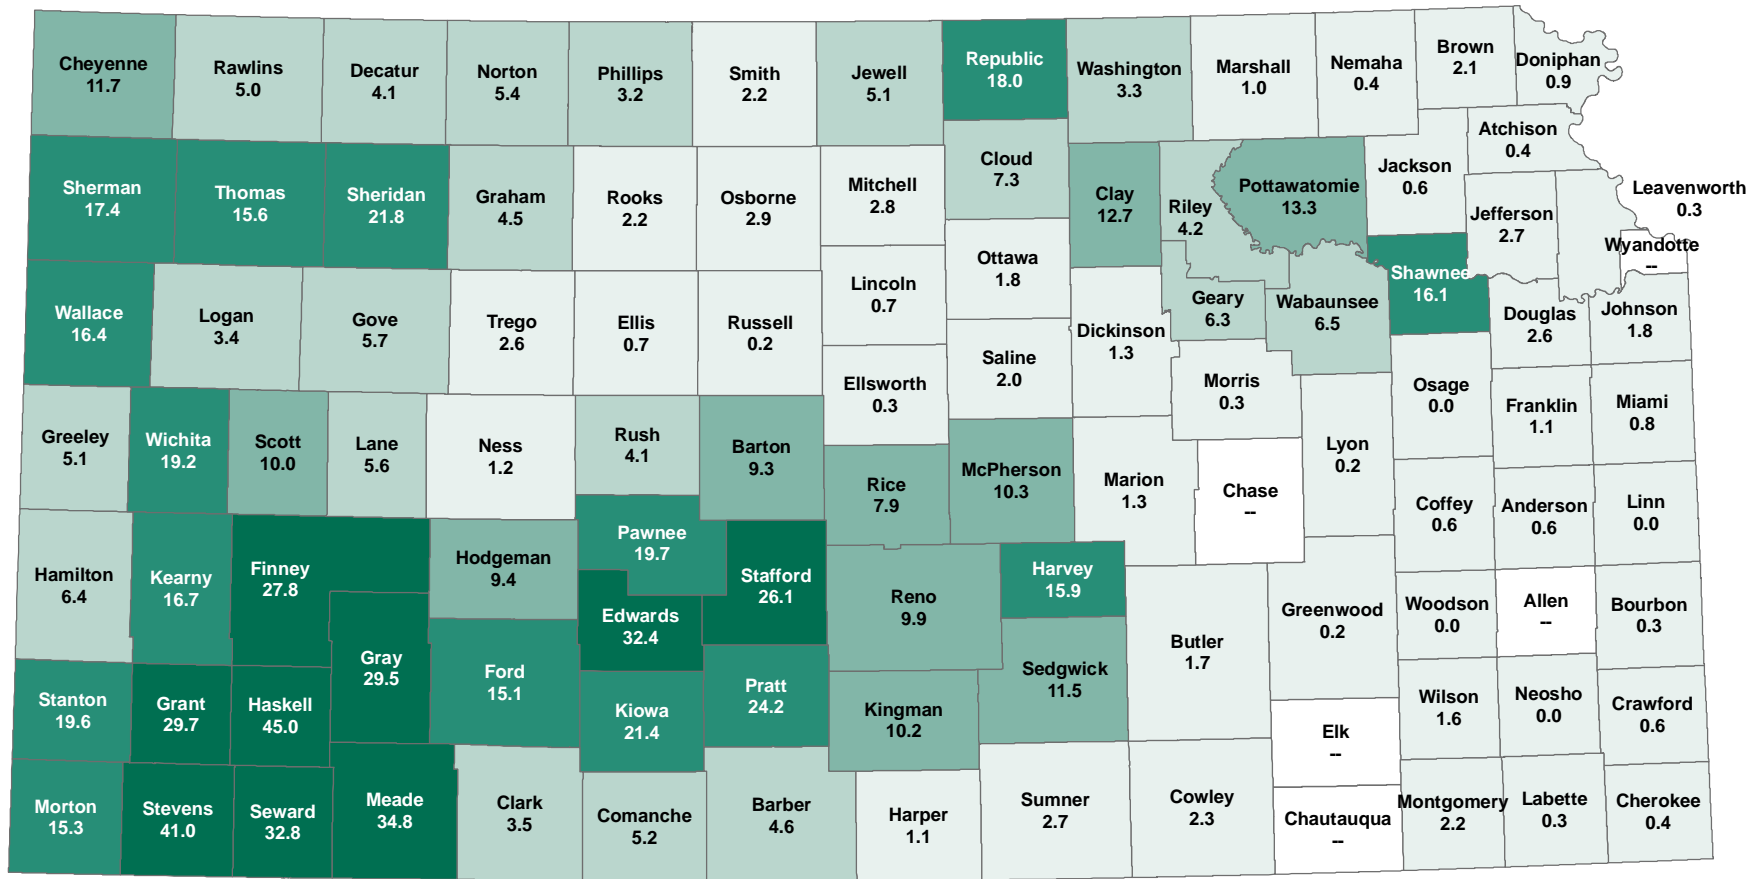 Cheyenne
11.7
Rawlins
5.0
Decatur
4.1
Norton
5.4
Phillips
3.2
Smith
2.2
Jewell
5.1
Republic
18.0
Washington
3.3
Marshall
1.0
Nemaha
0.4
Brown
2.1
Doniphan
0.9
Sherman
17.4
Thomas
15.6
Sheridan
21.8
Graham
4.5
Rooks
2.2
Osborne
2.9
Mitchell
2.8
Cloud
7.3
Clay
12.7
Riley
4.2
Pottawatomie
13.3
Jackson
0.6
Atchison
0.4
Jefferson
2.7
Leavenworth
0.3
Wyandotte
--
Wallace
16.4
Logan
3.4
Gove
5.7
Trego
2.6
Ellis
0.7
Russell
0.2
Lincoln
0.7
Ottawa
1.8
Saline
2.0
Dickinson
1.3
Geary
6.3
Wabaunsee
6.5
Shawnee
16.1
Douglas
2.6
Johnson
1.8
Greeley
5.1
Wichita
19.2
Scott
10.0
Lane
5.6
Ness
1.2
Rush
4.1
Barton
9.3
Ellsworth
0.3
Rice
7.9
McPherson
10.3
Marion
1.3
Morris
0.3
Chase
--
Lyon
0.2
Osage
0.0
Franklin
1.1
Miami
0.8
Coffey
0.6
Anderson
0.6
Linn
0.0
Hamilton
6.4
Kearny
16.7
Finney
27.8
Hodgeman
9.4
Pawnee
19.7
Stafford
26.1
Edwards
32.4
Reno
9.9
Harvey
15.9
Sedgwick
11.5
Butler
1.7
Greenwood
0.2
Woodson
0.0
Allen
--
Bourbon
0.3
Stanton
19.6
Grant
29.7
Haskell
45.0
Gray
29.5
Ford
15.1
Kiowa
21.4
Pratt
24.2
Kingman
10.2
Elk
--
Wilson
1.6
Neosho
0.0
Crawford
0.6
Morton
15.3
Stevens
41.0
Seward
32.8
Meade
34.8
Clark
3.5
Comanche
5.2
Barber
4.6
Harper
1.1
Sumner
2.7
Cowley
2.3
Chautauqua
--
Montgomery
2.2
Labette
0.3
Cherokee
0.4